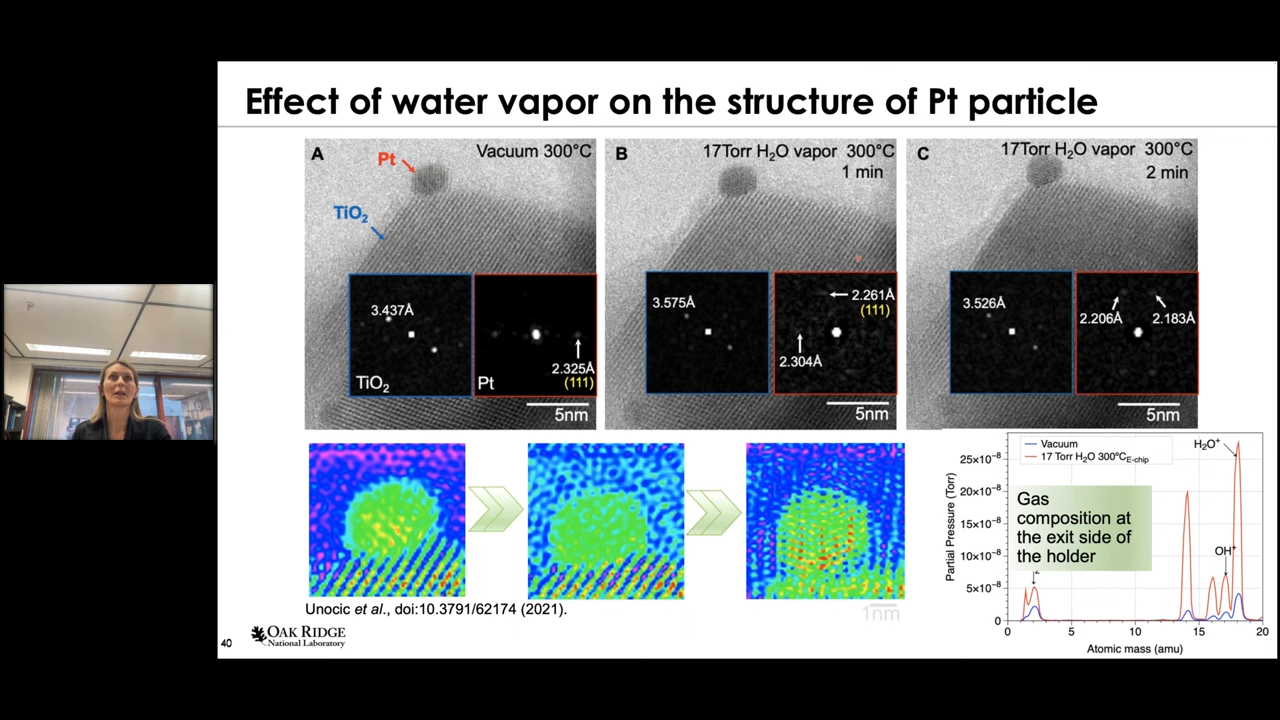 Effect of water vapor on the structure of Pt particle
A
Vacuum 300°C
Pt
TiO₂
3.437Å
TiO₂
2.325Å
(111)
Pt
5nm
B
17Torr H₂O vapor 300°C
1 min
3.575Å
2.261Å
(111)
2.304Å
5nm
C
17Torr H₂O vapor 300°C
2 min
3.526Å
2.206Å
2.183Å
5nm
1nm
Unocic et al., doi:10.3791/62174 (2021).
Vacuum
17 Torr H₂O 300ºC E-chip
H₂O⁺
OH⁺
Gas
composition at
the exit side of
the holder
Partial Pressure (Torr)
25×10⁻⁸
20×10⁻⁸
15×10⁻⁸
10×10⁻⁸
5×10⁻⁸
0
0 5 10 15 20
Atomic mass (amu)
40
OAK RIDGE
National Laboratory